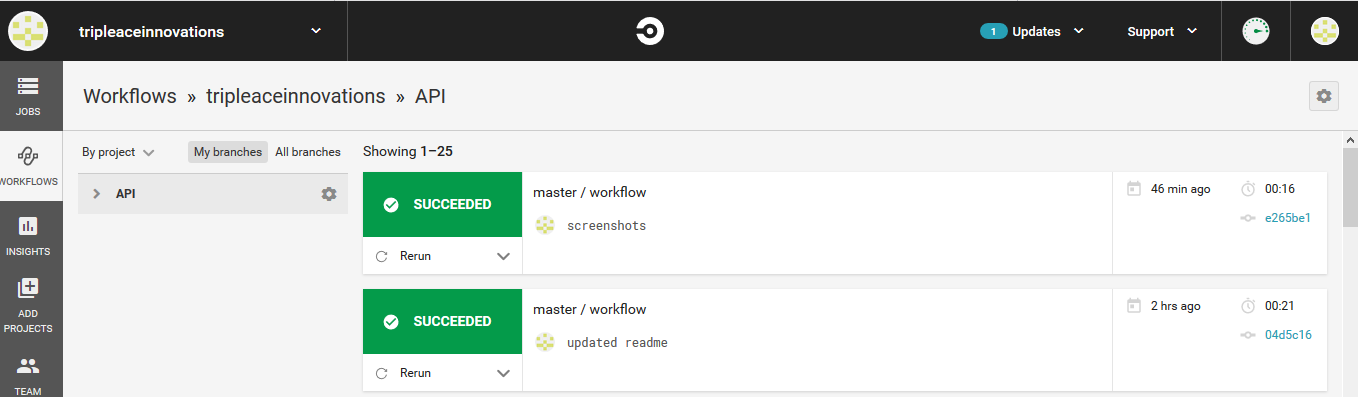 tripleaceinnovations
1 Updates
Support
JOBS
WORKFLOWS
INSIGHTS
ADD
PROJECTS
TEAM
Workflows » tripleaceinnovations » API
By project
My branches
All branches
API
Showing 1–25
SUCCEEDED
Rerun
master / workflow
screenshots
46 min ago
00:16
e265be1
SUCCEEDED
Rerun
master / workflow
updated readme
2 hrs ago
00:21
04d5c16